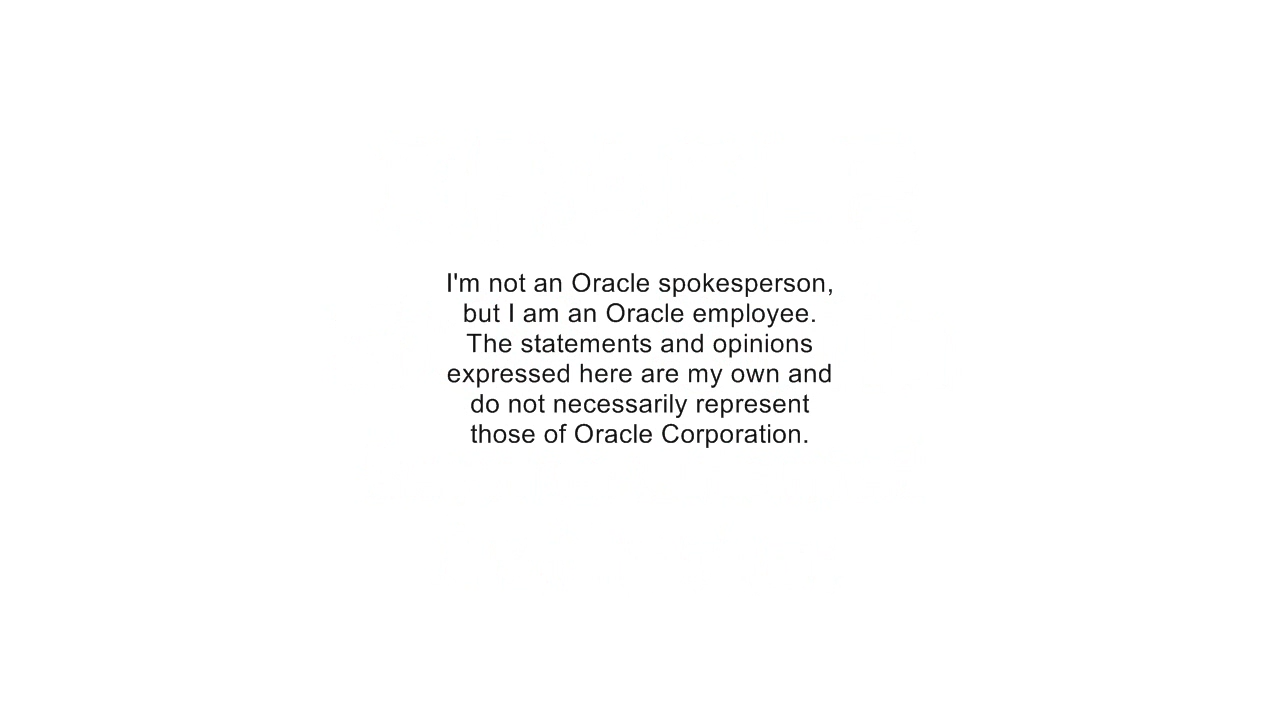 I'm not an Oracle spokesperson,
but I am an Oracle employee.
The statements and opinions
expressed here are my own and
do not necessarily represent
those of Oracle Corporation.